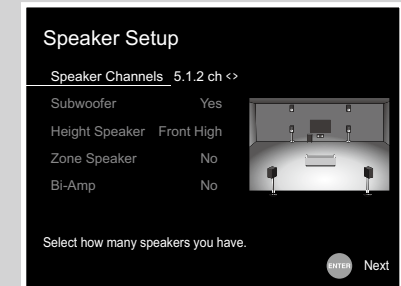 Speaker Setup
Speaker Channels 5.1.2 ch <>
Subwoofer Yes
Height Speaker Front High
Zone Speaker No
Bi-Amp No
Select how many speakers you have.
ENTER Next